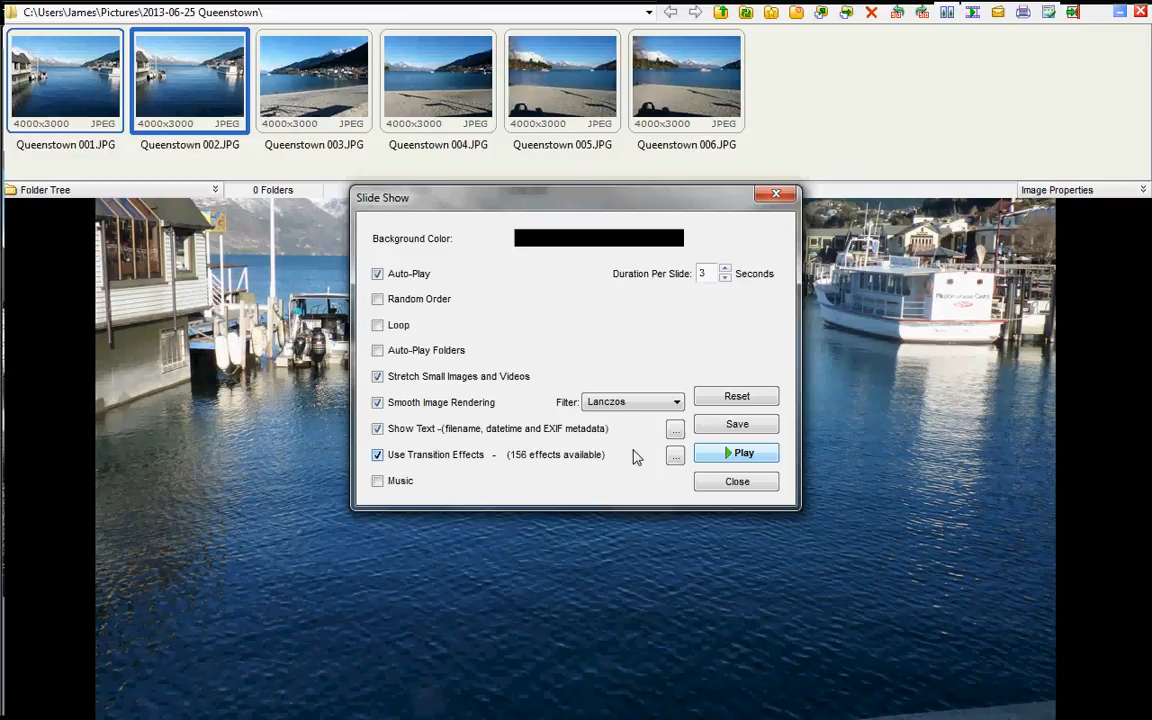 C:\Users\James\Pictures\2013-06-25 Queenstown\
4000x3000 JPEG
4000x3000 JPEG
4000x3000 JPEG
4000x3000 JPEG
4000x3000 JPEG
4000x3000 JPEG
Queenstown 001.JPG
Queenstown 002.JPG
Queenstown 003.JPG
Queenstown 004.JPG
Queenstown 005.JPG
Queenstown 006.JPG
Folder Tree
0 Folders
Image Properties
Slide Show
Background Color:
Auto-Play
Duration Per Slide: 3 Seconds
Random Order
Loop
Auto-Play Folders
Stretch Small Images and Videos
Smooth Image Rendering
Filter: Lanczos
Reset
Show Text -(filename, datetime and EXIF metadata)
...
Save
Use Transition Effects - (156 effects available)
...
Play
Music
Close